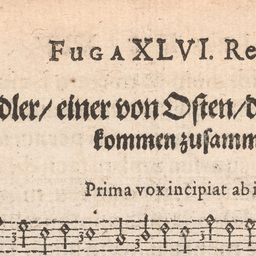 FUGA XLVI. Re
dler/ einer von Osten/ d
kommen zusamm
Prima vox incipiat ab i